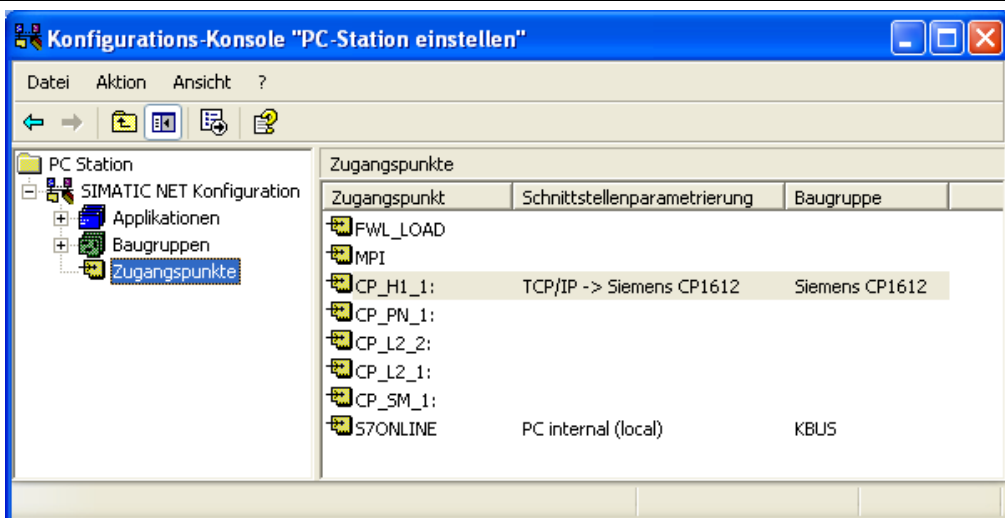 Konfigurations-Konsole "PC-Station einstellen"
Datei Aktion Ansicht ?
PC Station
SIMATIC NET Konfiguration
Applikationen
Baugruppen
Zugangspunkte
Zugangspunkte
Zugangspunkt Schnittstellenparametrierung Baugruppe
FWL_LOAD
MPI
CP_H1_1: TCP/IP -> Siemens CP1612 Siemens CP1612
CP_PN_1:
CP_L2_2:
CP_L2_1:
CP_SM_1:
S7ONLINE PC internal (local) KBUS